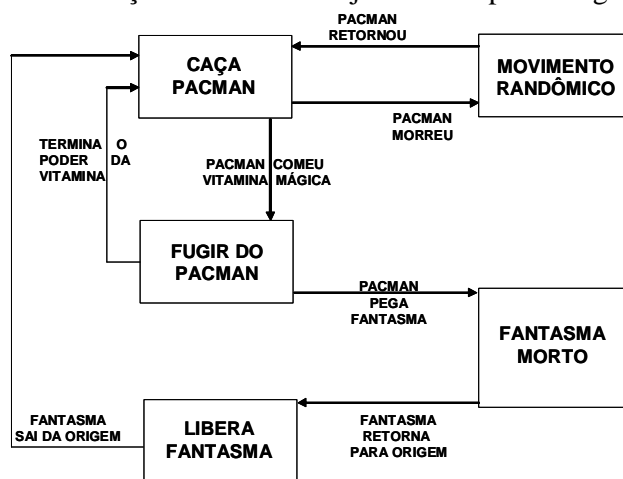 PACMAN
RETORNOU
CAÇA
PACMAN
MOVIMENTO
RANDÔMICO
PACMAN
MORREU
TERMINA O
PODER DA
VITAMINA
PACMAN COMEU
VITAMINA MÁGICA
FUGIR DO
PACMAN
PACMAN
PEGA
FANTASMA
FANTASMA
MORTO
FANTASMA
SAI DA ORIGEM
LIBERA
FANTASMA
FANTASMA
RETORNA
PARA ORIGEM